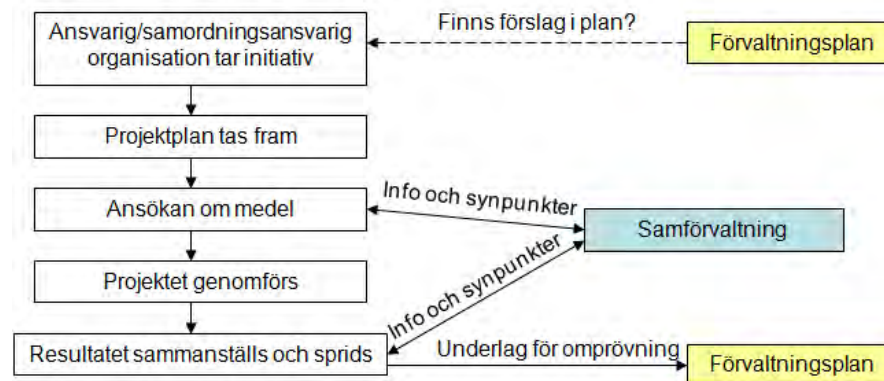 Ansvarig/samordningsansvarig
organisation tar initiativ
Finns förslag i plan?
Förvaltningsplan
Projektplan tas fram
Ansökan om medel
Info och synpunkter
Samförvaltning
Projektet genomförs
Info och synpunkter
Resultatet sammanställs och sprids
Underlag för omprövning
Förvaltningsplan